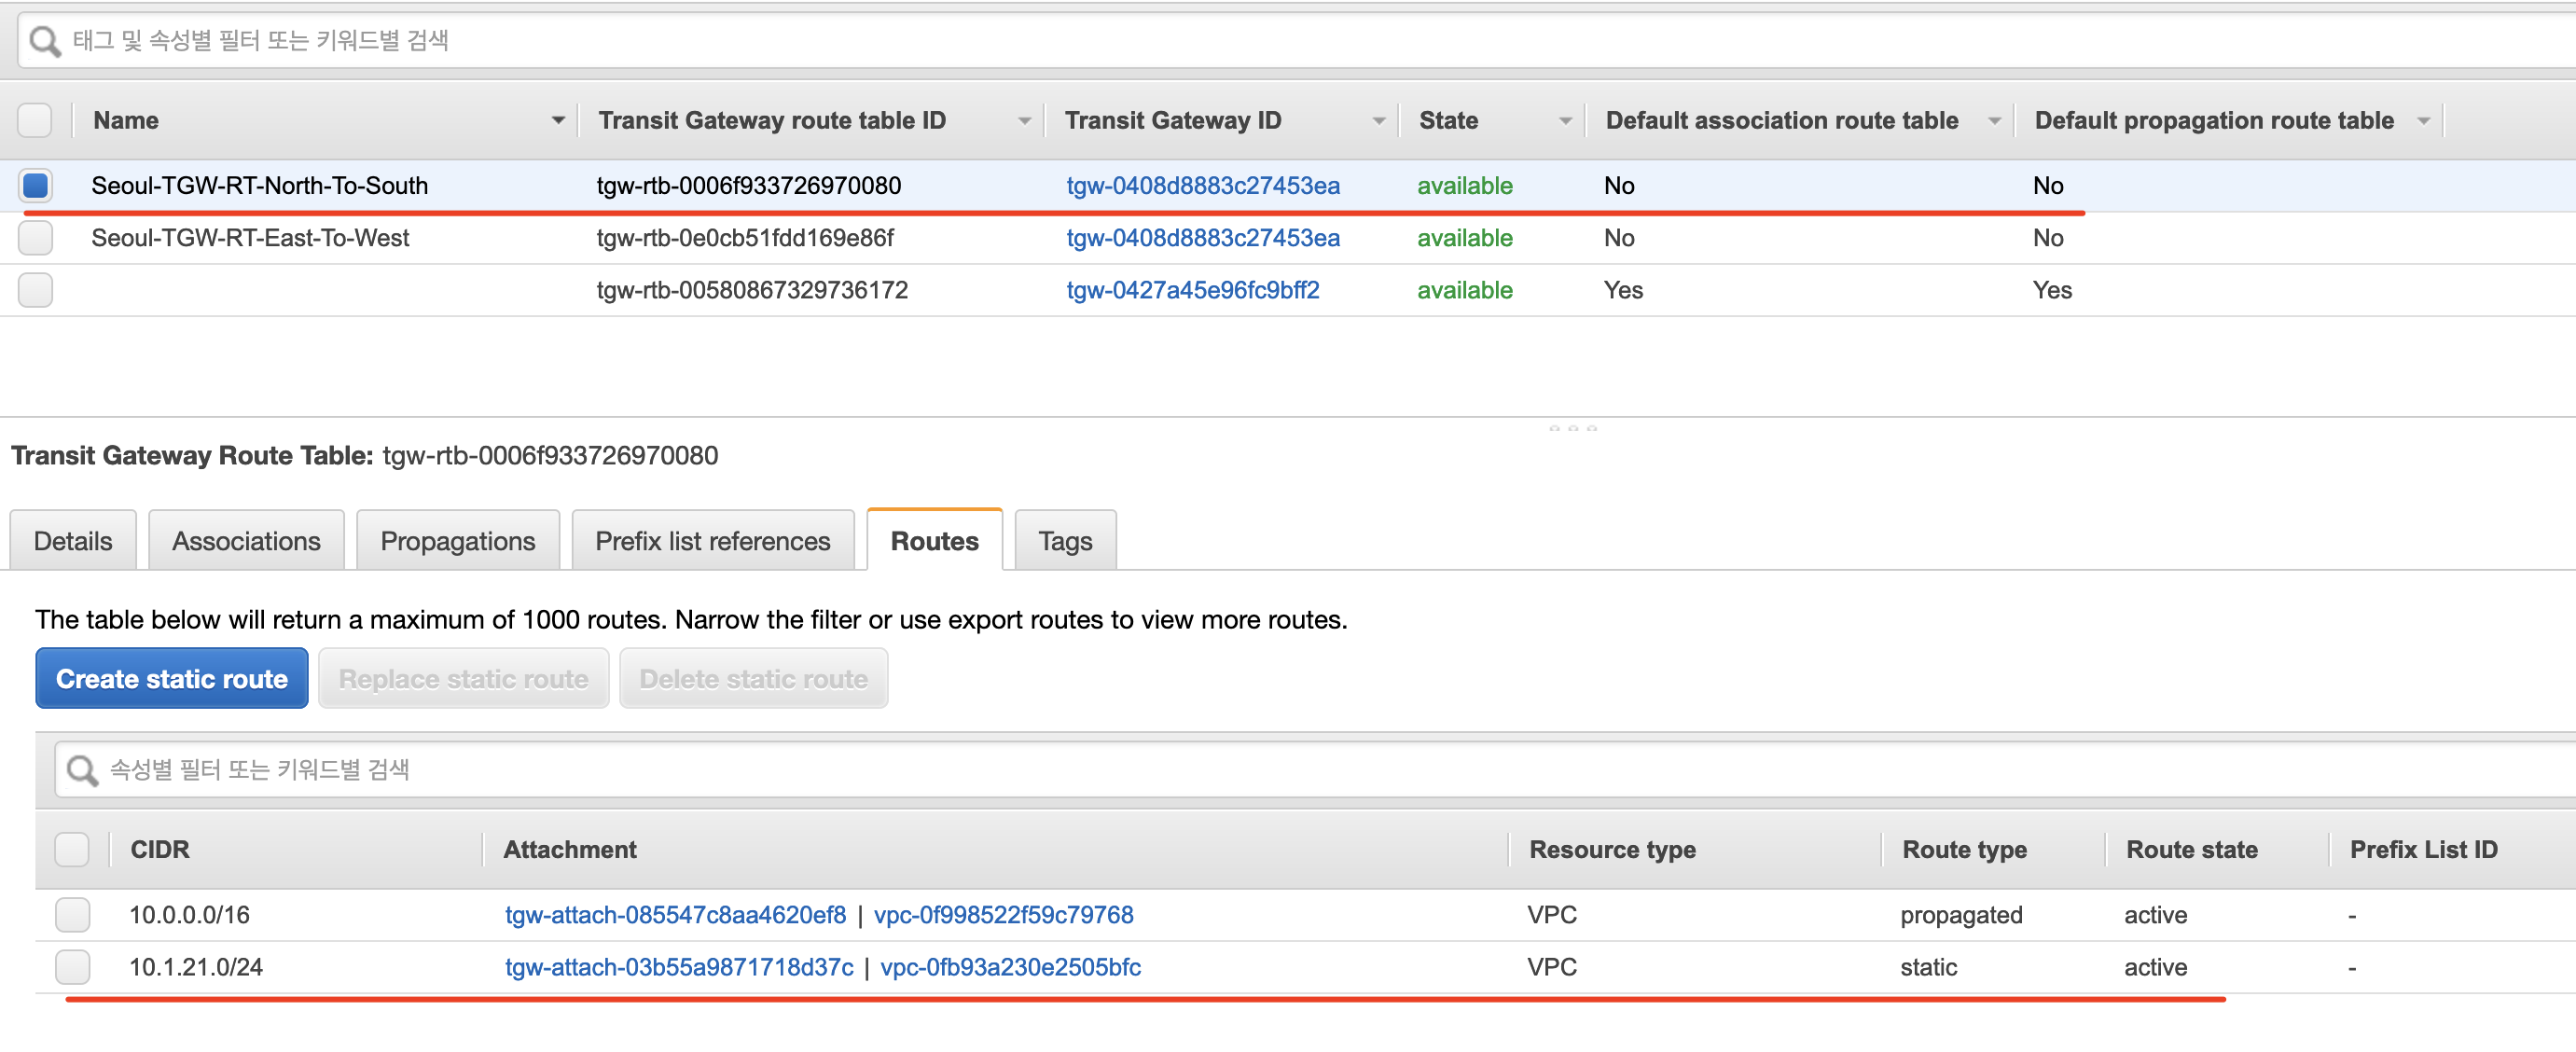 태그 및 속성별 필터 또는 키워드별 검색
Name Transit Gateway route table ID Transit Gateway ID State Default association route table Default propagation route table
Seoul-TGW-RT-North-To-South tgw-rtb-0006f933726970080 tgw-0408d8883c27453ea available No No
Seoul-TGW-RT-East-To-West tgw-rtb-0e0cb51fdd169e86f tgw-0408d8883c27453ea available No No
tgw-rtb-00580867329736172 tgw-0427a45e96fc9bff2 available Yes Yes
Transit Gateway Route Table: tgw-rtb-0006f933726970080
Details Associations Propagations Prefix list references Routes Tags
The table below will return a maximum of 1000 routes. Narrow the filter or use export routes to view more routes.
Create static route Replace static route Delete static route
속성별 필터 또는 키워드별 검색
CIDR Attachment Resource type Route type Route state Prefix List ID
10.0.0.0/16 tgw-attach-085547c8aa4620ef8 | vpc-0f998522f59c79768 VPC propagated active -
10.1.21.0/24 tgw-attach-03b55a9871718d37c | vpc-0fb93a230e2505bfc VPC static active -